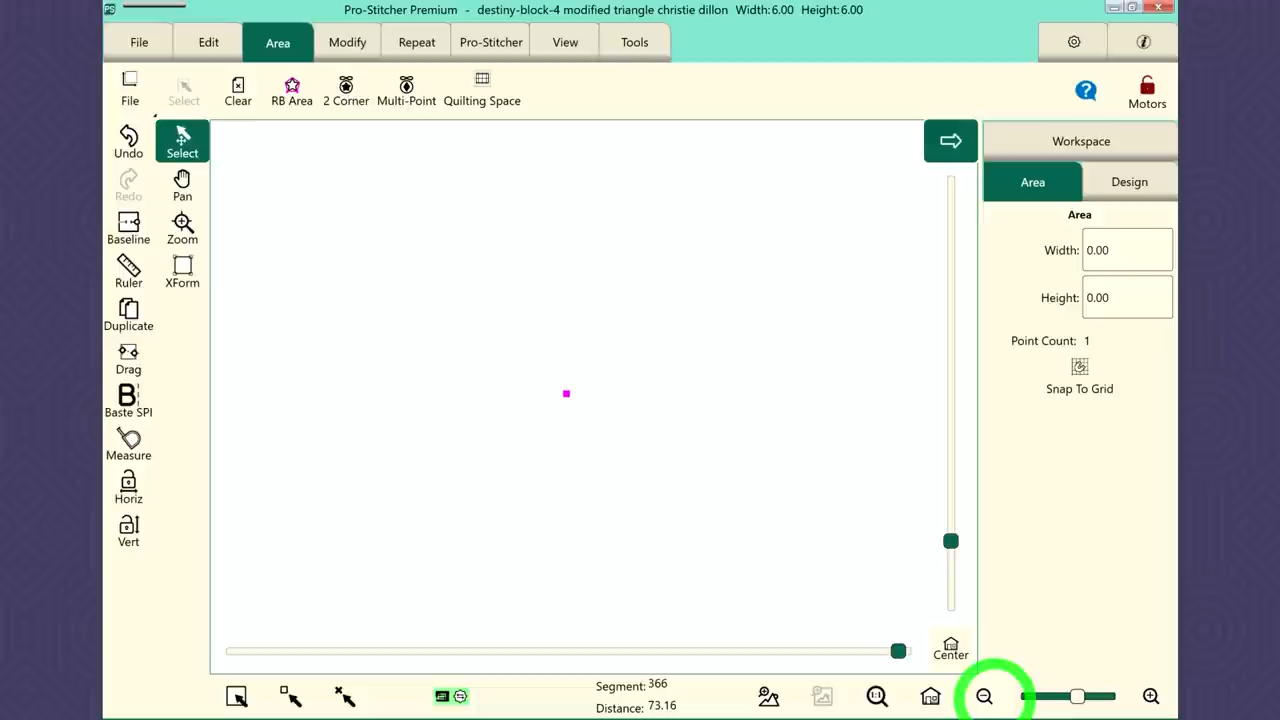 PS Pro-Stitcher Premium - destiny-block-4 modified triangle christie dillon Width:6.00 Height:6.00
File Edit Area Modify Repeat Pro-Stitcher View Tools
File Select Clear RB Area 2 Corner Multi-Point Quilting Space Motors
Undo Select
Redo Pan
Baseline Zoom
Ruler XForm
Duplicate
Drag
B
Baste SPI
Measure
Horiz
Vert
Workspace
Area Design
Area
Width: 0.00
Height: 0.00
Point Count: 1
Snap To Grid
Center
Segment: 366
Distance: 73.16
1:1